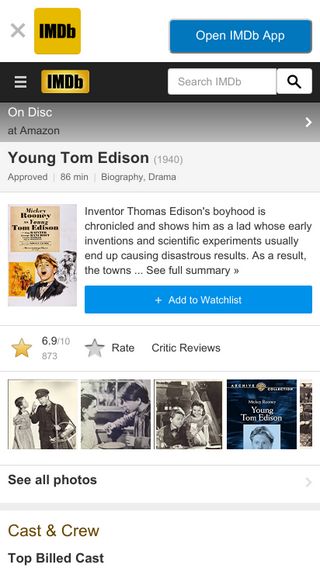 IMDb
Open IMDb App
IMDb
Search IMDb
On Disc
at Amazon
Young Tom Edison (1940)
Approved | 86 min | Biography, Drama
Mickey
Rooney
as Young
Tom Edison
Inventor Thomas Edison's boyhood is
chronicled and shows him as a lad whose early
inventions and scientific experiments usually
end up causing disastrous results. As a result,
the towns ... See full summary »
+ Add to Watchlist
6.9/10
873
Rate
Critic Reviews
ARCHIVE COLLECTION
Mickey Rooney
Young
Tom Edison
See all photos
Cast & Crew
Top Billed Cast